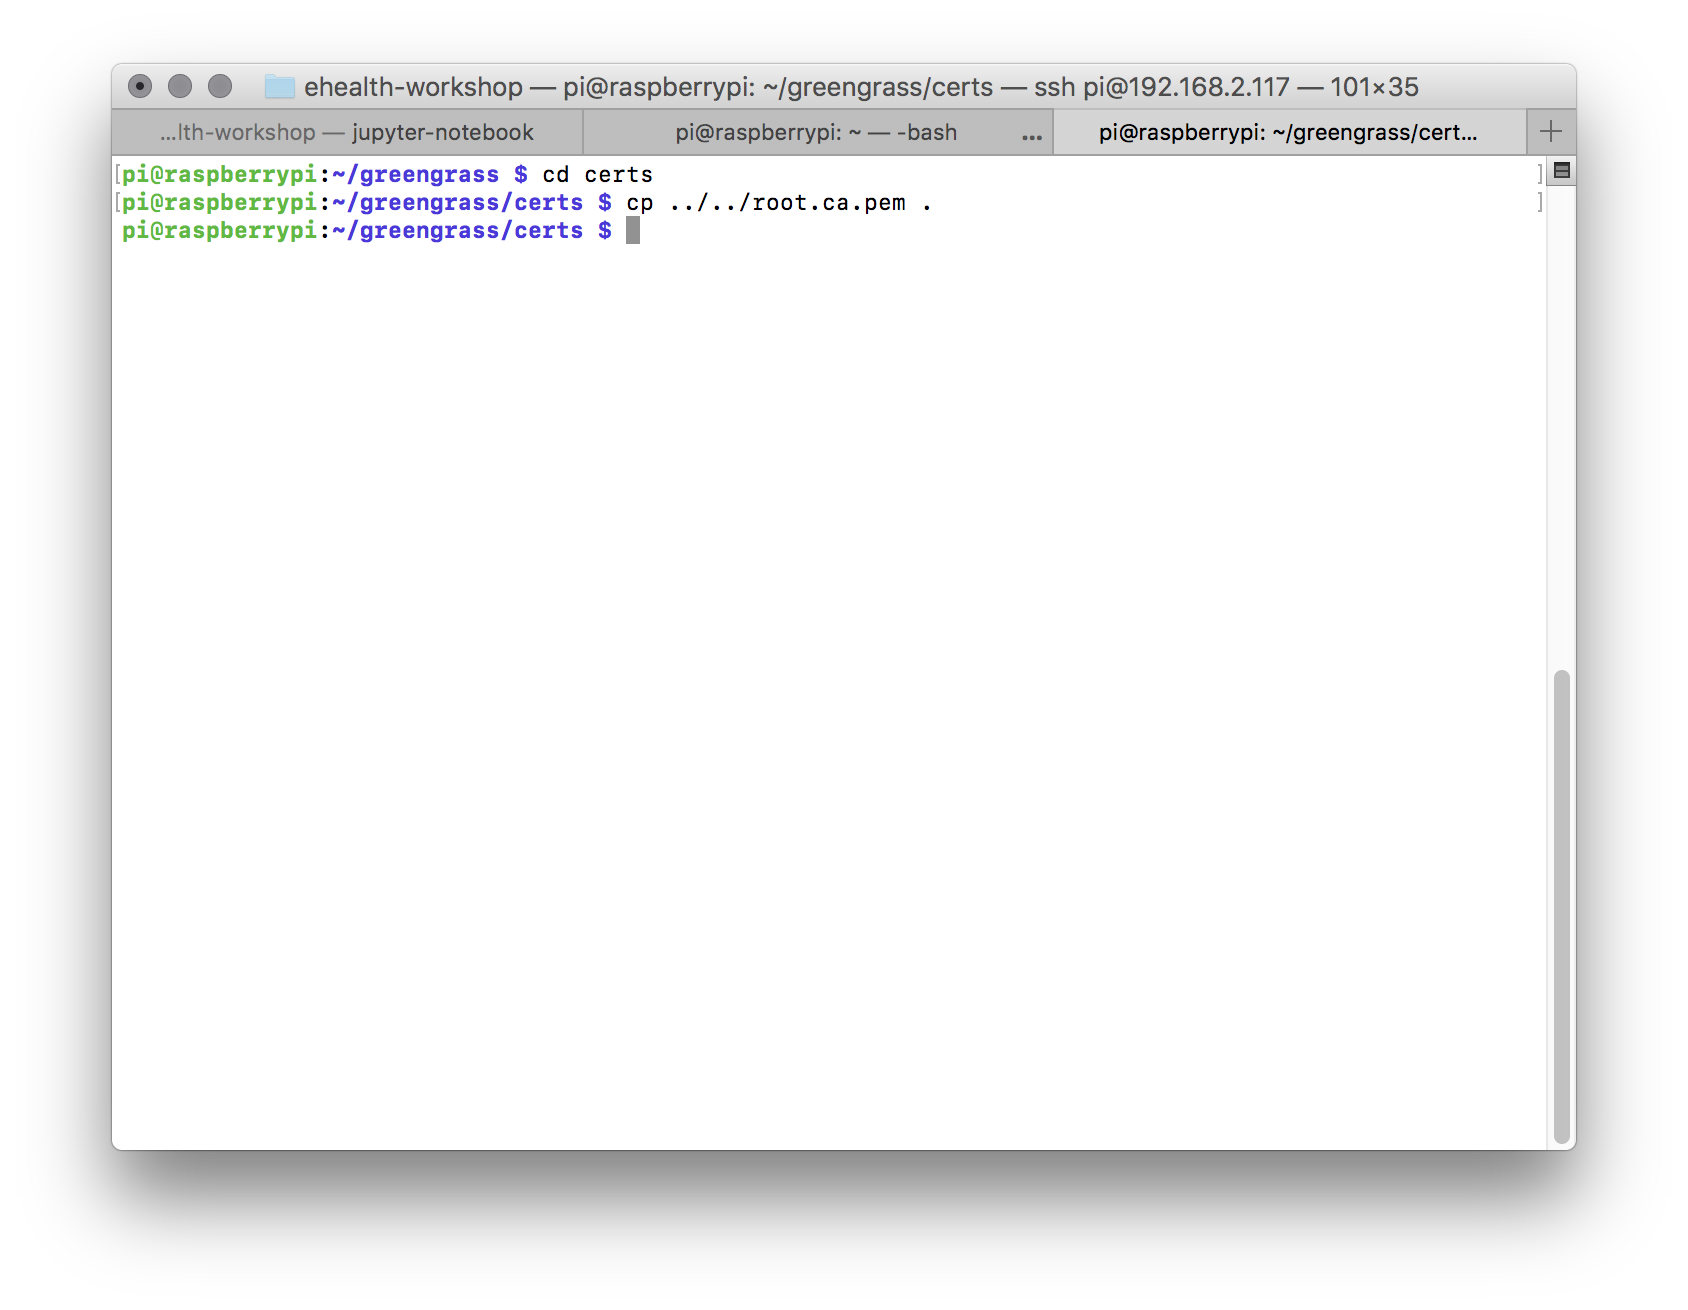 ehealth-workshop — pi@raspberrypi: ~/greengrass/certs — ssh pi@192.168.2.117 — 101×35
...lth-workshop — jupyter-notebook
pi@raspberrypi: ~ — -bash ...
pi@raspberrypi: ~/greengrass/cert...
[pi@raspberrypi:~/greengrass $ cd certs ]
[pi@raspberrypi:~/greengrass/certs $ cp ../../root.ca.pem . ]
pi@raspberrypi:~/greengrass/certs $